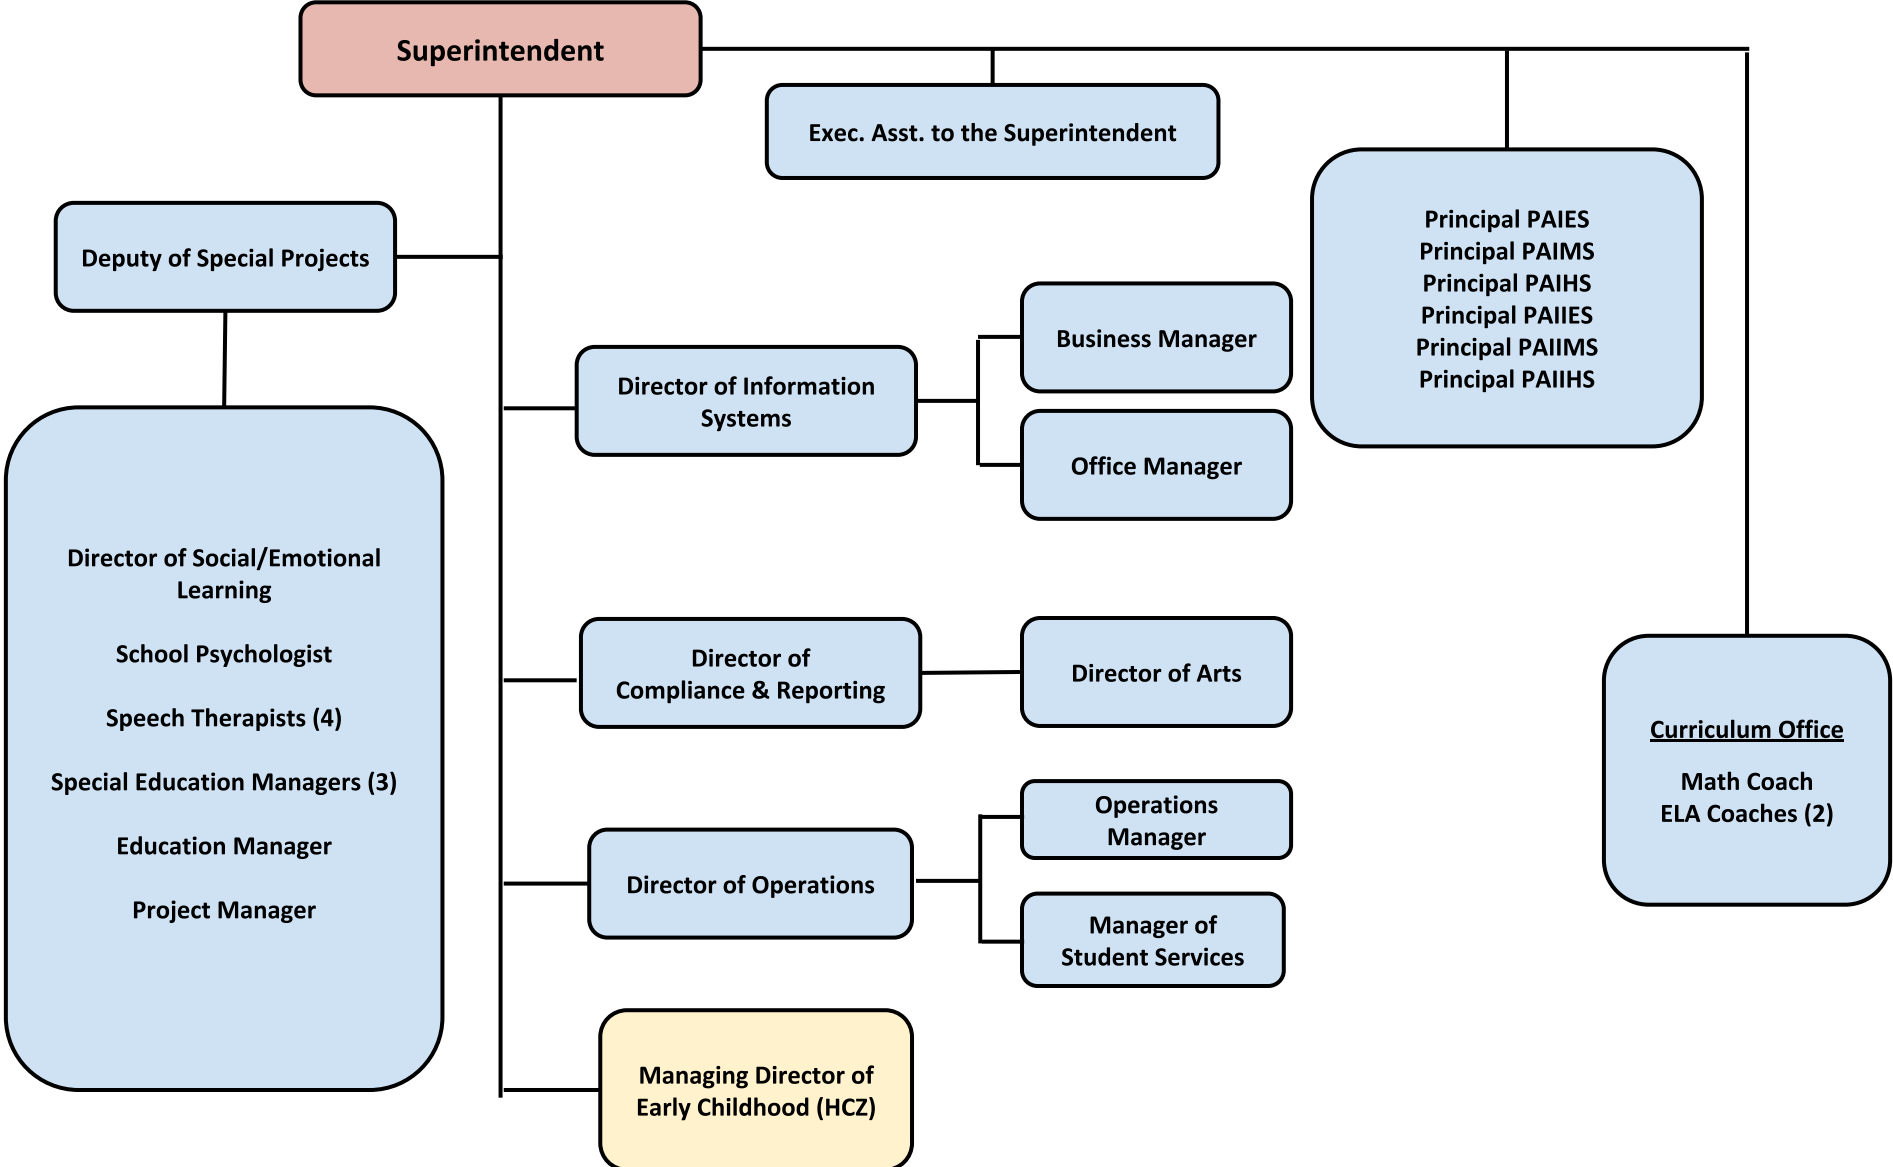 Superintendent
Exec. Asst. to the Superintendent
Principal PAIES
Principal PAIMS
Principal PAIHS
Principal PAIIES
Principal PAIIMS
Principal PAIIHS
Deputy of Special Projects
Director of Information
Systems
Business Manager
Office Manager
Director of Social/Emotional
Learning
School Psychologist
Speech Therapists (4)
Special Education Managers (3)
Education Manager
Project Manager
Director of
Compliance & Reporting
Director of Arts
Curriculum Office
Math Coach
ELA Coaches (2)
Director of Operations
Operations
Manager
Manager of
Student Services
Managing Director of
Early Childhood (HCZ)